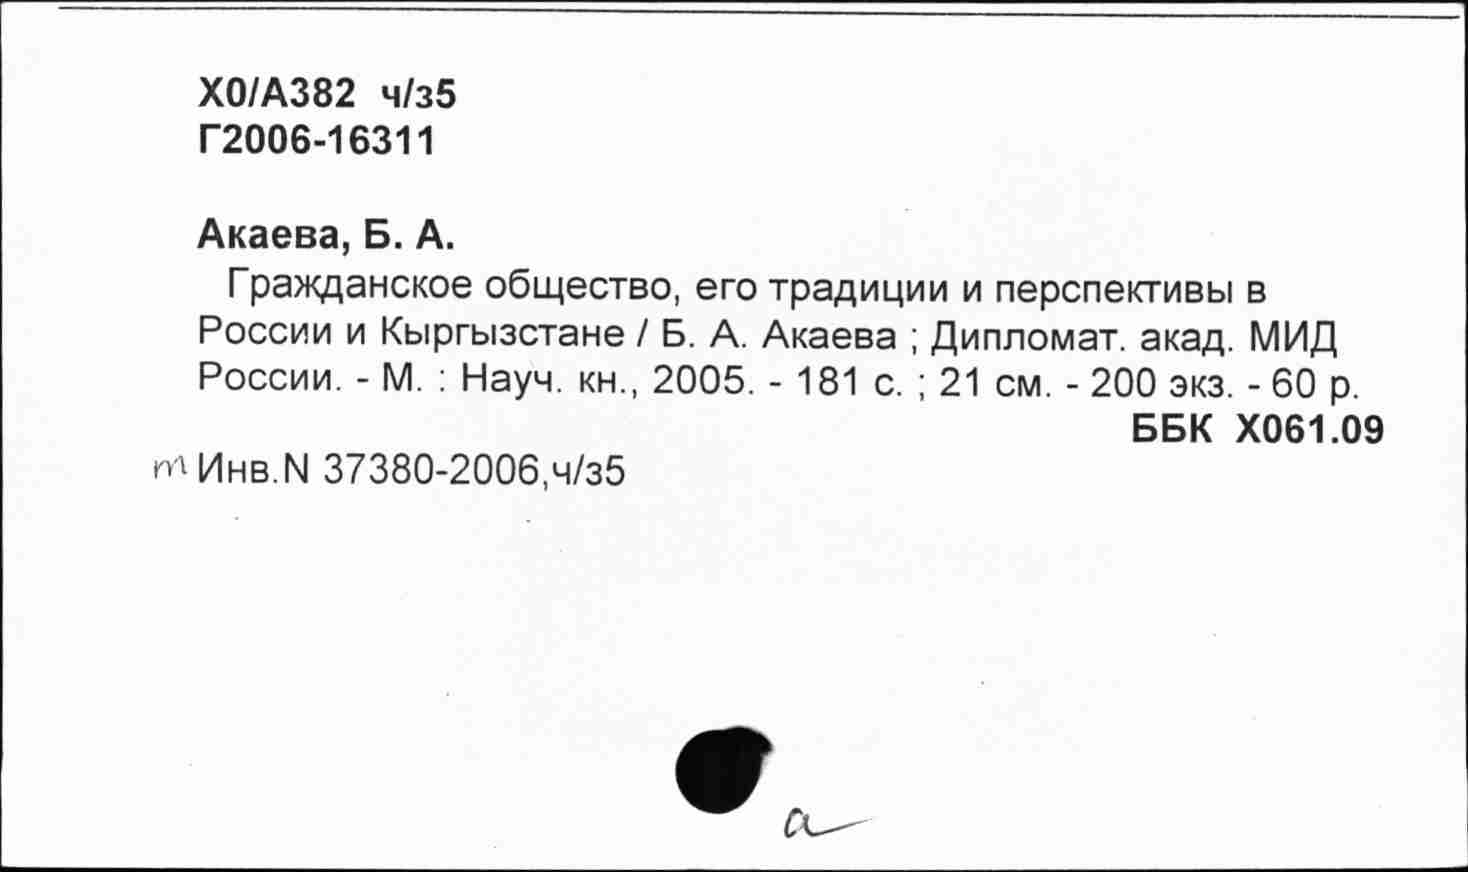 Х0/А382 ч/з5
Г2006-16311
Акаева, Б. А.
Гражданское общество, его традиции и перспективы в
России и Кыргызстане / Б. А. Акаева ; Дипломат. акад. МИД
России. - М. : Науч. кн., 2005. - 181 с. ; 21 см. - 200 экз. - 60 р.
ББК Х061.09
т Инв.N 37380-2006,ч/з5
а